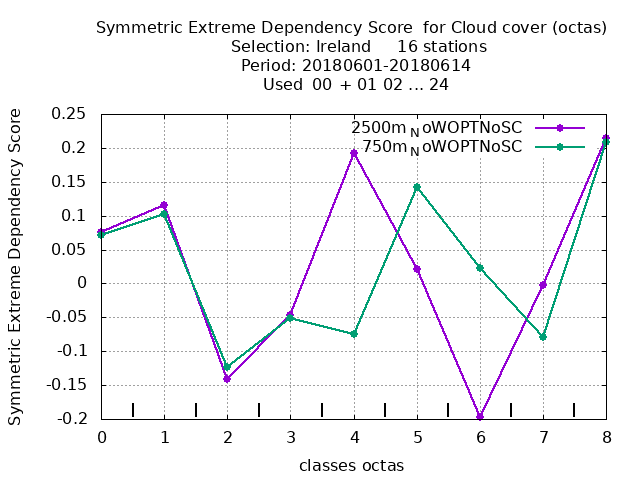 Symmetric Extreme Dependency Score  for Cloud cover (octas)
Selection: Ireland     16 stations
Period: 20180601-20180614
Used  00 + 01 02 ... 24
Symmetric Extreme Dependency Score
0.25
0.2
0.15
0.1
0.05
0
-0.05
-0.1
-0.15
-0.2
2500m NoWOPTNoSC
750m NoWOPTNoSC
0 1 2 3 4 5 6 7 8
classes octas